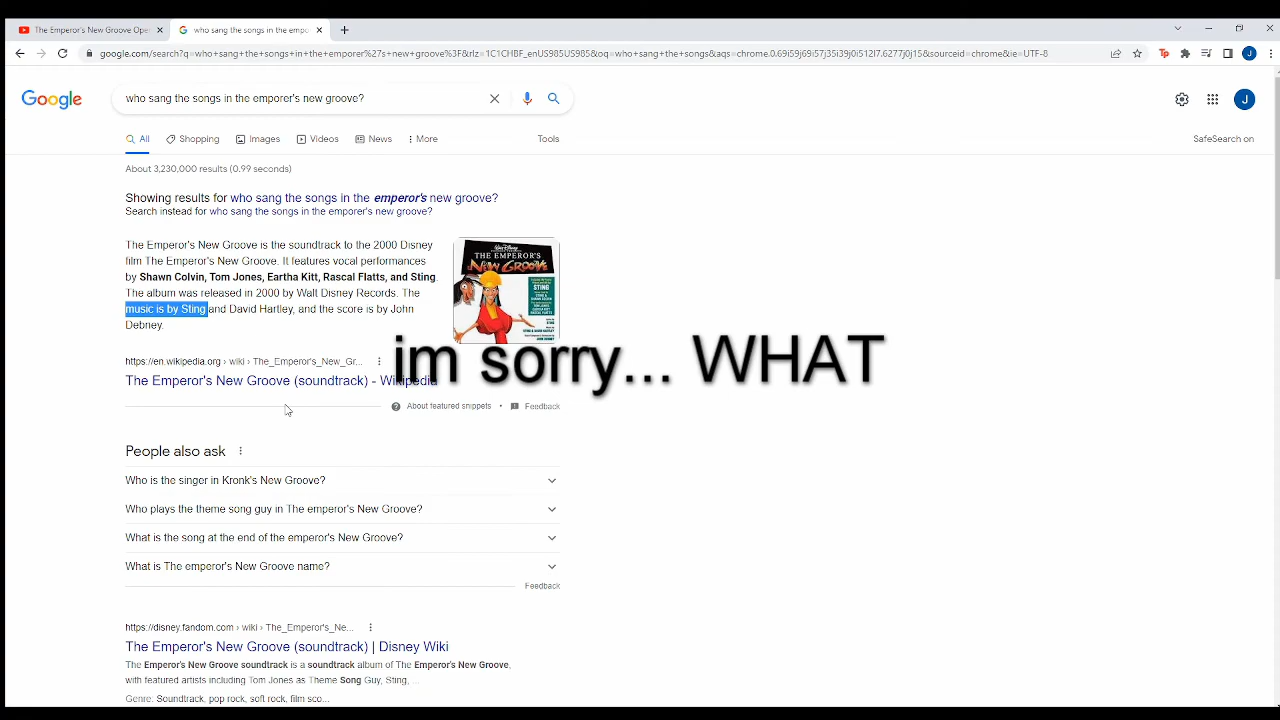 The Emperor's New Groove Ope
who sang the songs in the empo
google.com/search?q=who+sang+the+songs+in+the+emporer%27s+new+groove%3F&rlz=1C1CHBF_enUS985US985&oq=who+sang+the+songs&aqs=chrome.0.69i59j69i57j35i39j0i512l7.6277j0j15&sourceid=chrome&ie=UTF-8
Google
who sang the songs in the emporer's new groove?
J
All
Shopping
Images
Videos
News
More
Tools
SafeSearch on
About 3,230,000 results (0.99 seconds)
Showing results for who sang the songs in the emperor's new groove?
Search instead for who sang the songs in the emporer's new groove?
The Emperor's New Groove is the soundtrack to the 2000 Disney
film The Emperor's New Groove. It features vocal performances
by Shawn Colvin, Tom Jones, Eartha Kitt, Rascal Flatts, and Sting.
The album was released in 2000 by Walt Disney Records. The
music is by Sting and David Hartley, and the score is by John
Debney.
THE EMPEROR'S
NEW GROOVE
STING
im sorry... WHAT
https://en.wikipedia.org › wiki › The_Emperor's_New_Gr...
The Emperor's New Groove (soundtrack) - Wikipedia
About featured snippets • Feedback
People also ask
Who is the singer in Kronk's New Groove?
Who plays the theme song guy in The emperor's New Groove?
What is the song at the end of the emperor's New Groove?
What is The emperor's New Groove name?
Feedback
https://disney.fandom.com › wiki › The_Emperor's_Ne...
The Emperor's New Groove (soundtrack) | Disney Wiki
The Emperor's New Groove soundtrack is a soundtrack album of The Emperor's New Groove,
with featured artists including Tom Jones as Theme Song Guy, Sting, ...
Genre: Soundtrack, pop rock, soft rock, film sco...